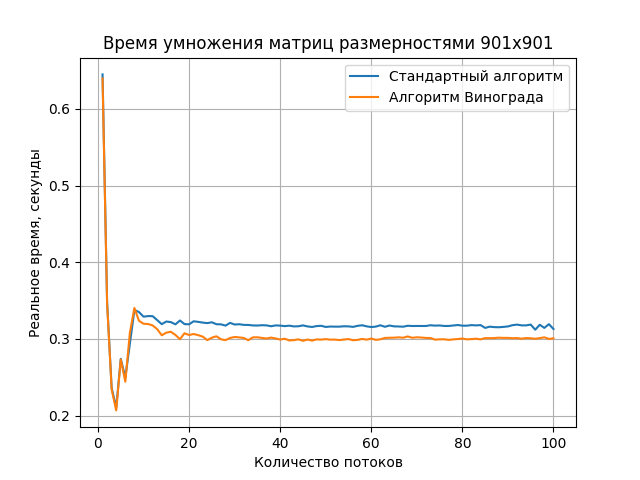 Время умножения матриц размерностями 901x901
Стандартный алгоритм
Алгоритм Винограда
Реальное время, секунды
0.6
0.5
0.4
0.3
0.2
0
20
40
60
80
100
Количество потоков